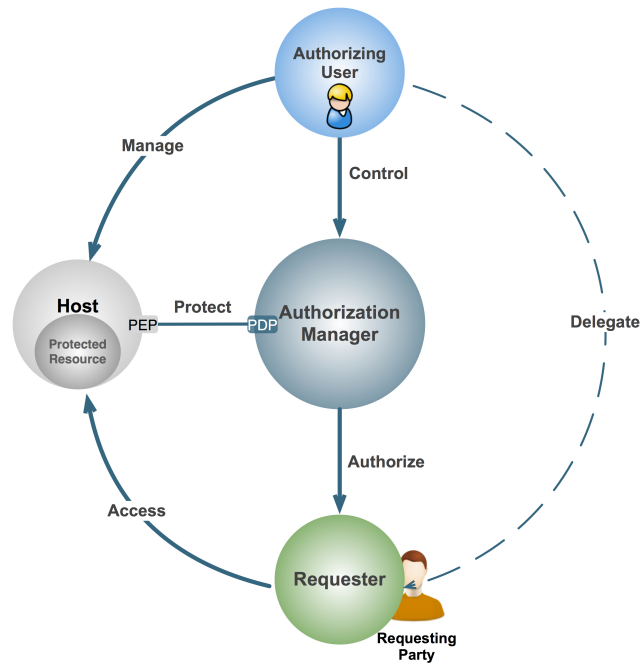 Authorizing
User
Manage
Control
Host
Protected
Resource
PEP
Protect
PDP
Authorization
Manager
Delegate
Authorize
Access
Requester
Requesting
Party